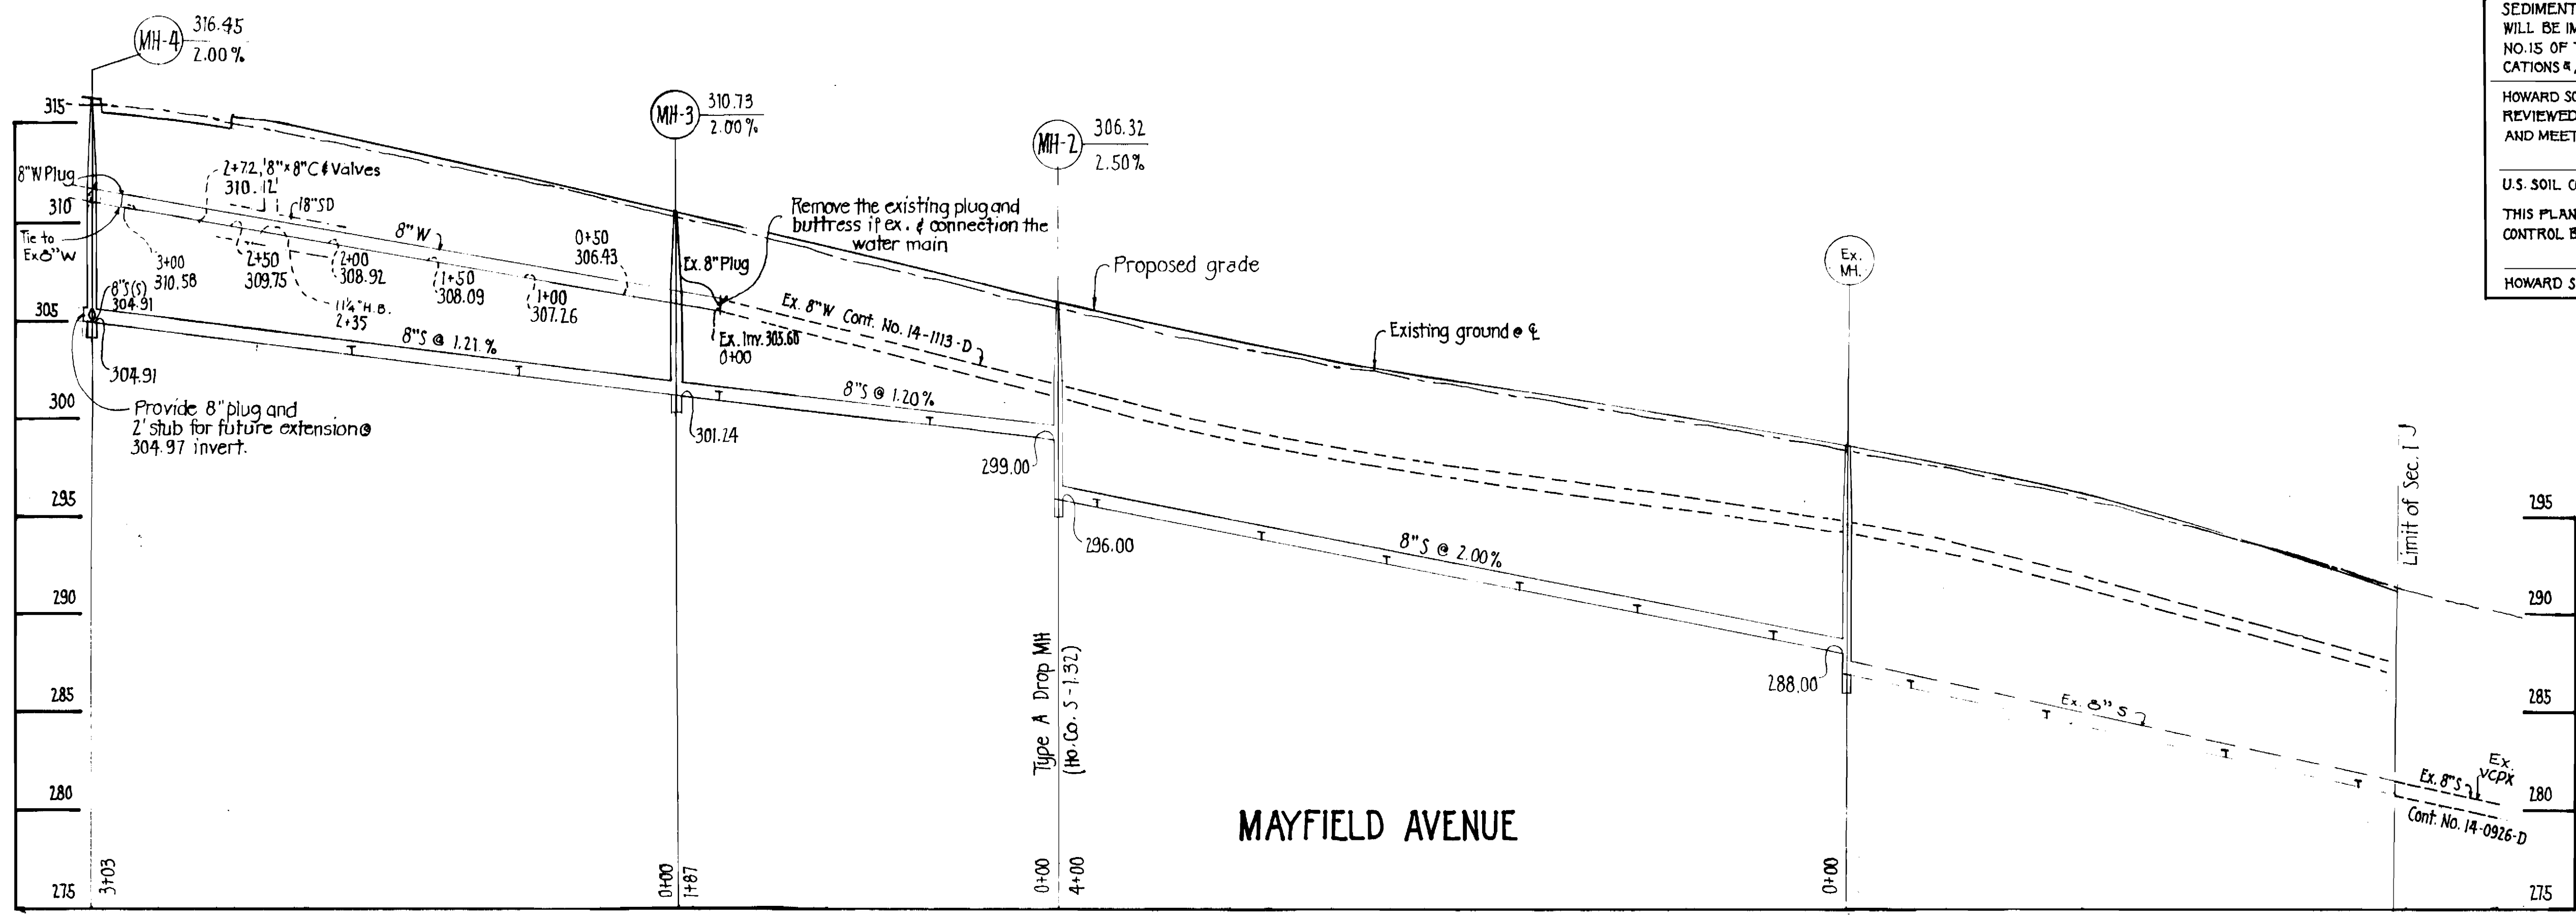 316.45
MH-4
2.00%
315
8"W Plug
2+72, 8"x8"C & Valves
310.12
18"SD
310
Tie to
Ex 8"W
3+00
310.58
2+50
309.75
11¼° H.B.
2+35
2+00
308.92
8"W
1+50
308.09
1+00
307.26
0+50
306.43
8"S(S)
304.91
305
304.91
8"S @ 1.21%
Provide 8" plug and
2' stub for future extension @
304.97 invert.
MH-3
310.73
2.00%
Ex. 8" Plug
Remove the existing plug and
buttress if ex. & connection the
water main
Ex. Inv. 305.60
0+00
Ex. 8"W Cont. No. 14-1113-D
8"S @ 1.20%
301.24
299.00
MH-2
306.32
2.50%
Proposed grade
Existing ground @ ℄
296.00
8"S @ 2.00%
Ex.
MH.
288.00
Ex. 8" S
Limit of Sec. I
Ex. 8"S
Ex.
VCPX
Cont. No. 14-0926-D
Type A Drop MH
(Ho. Co. S-1.32)
300
295
290
285
280
275
295
290
285
280
275
3+03
0+00
1+87
0+00
4+00
0+00
MAYFIELD AVENUE
SEDIMENT
WILL BE
NO.15 OF
CATIONS &
HOWARD
REVIEWED
AND MEET
U.S. SOIL
THIS PLAN
CONTROL
HOWARD